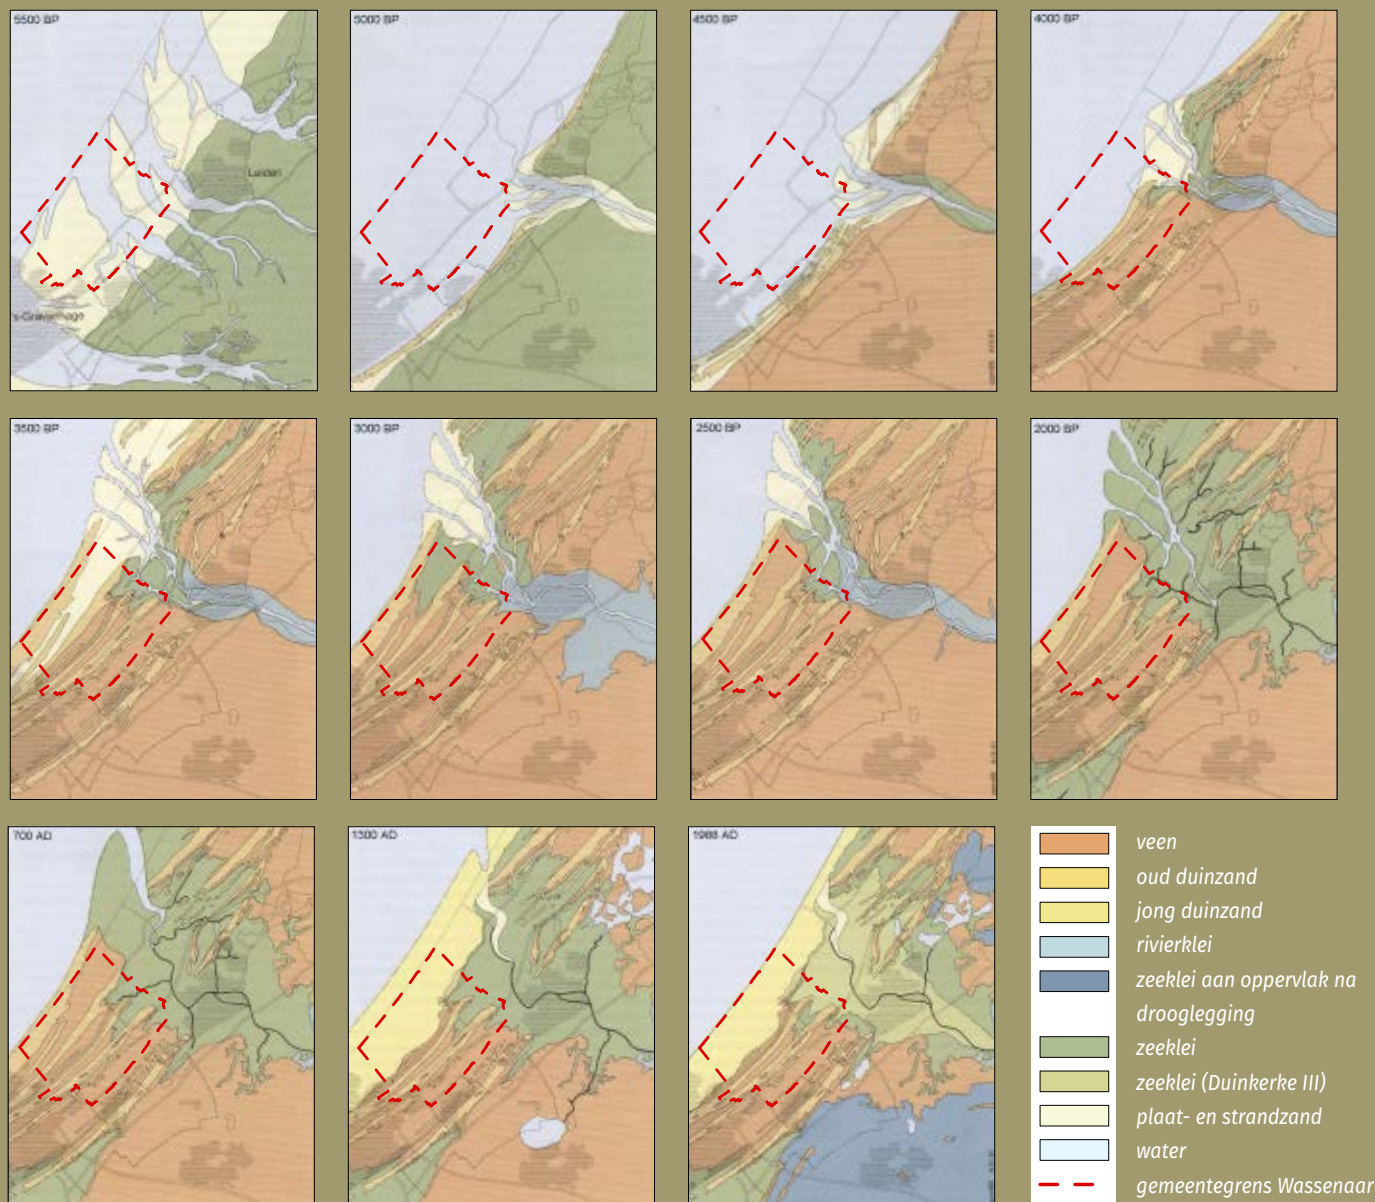 5500 BP
5000 BP
4500 BP
4000 BP
Leiden
's-Gravenhage
3500 BP
3000 BP
2500 BP
2000 BP
700 AD
1300 AD
1988 AD
veen
oud duinzand
jong duinzand
rivierklei
zeeklei aan oppervlak na
drooglegging
zeeklei
zeeklei (Duinkerke III)
plaat- en strandzand
water
gemeentegrens Wassenaar